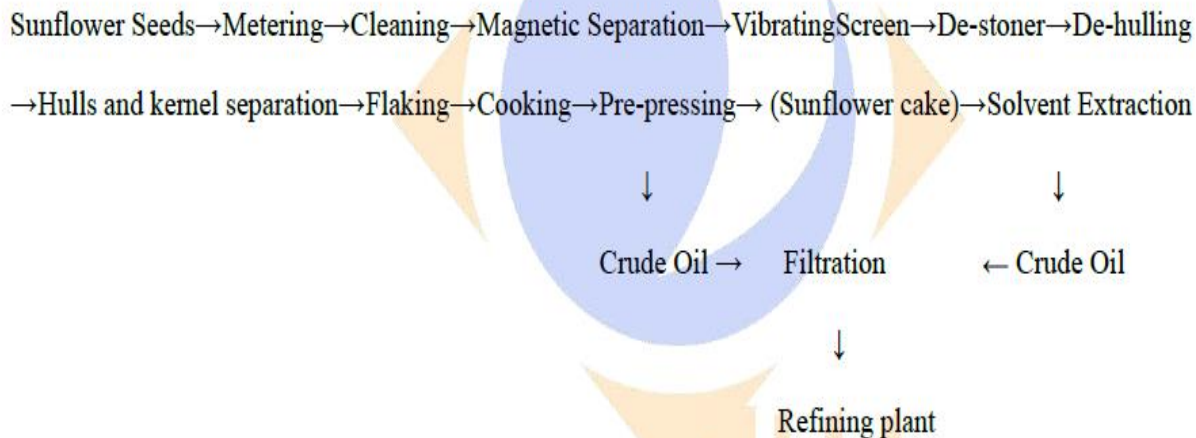 Sunflower Seeds→Metering→Cleaning→Magnetic Separation→VibratingScreen→De-stoner→De-hulling
→Hulls and kernel separation→Flaking→Cooking→Pre-pressing→ (Sunflower cake)→Solvent Extraction
↓ ↓
Crude Oil → Filtration ← Crude Oil
↓
Refining plant